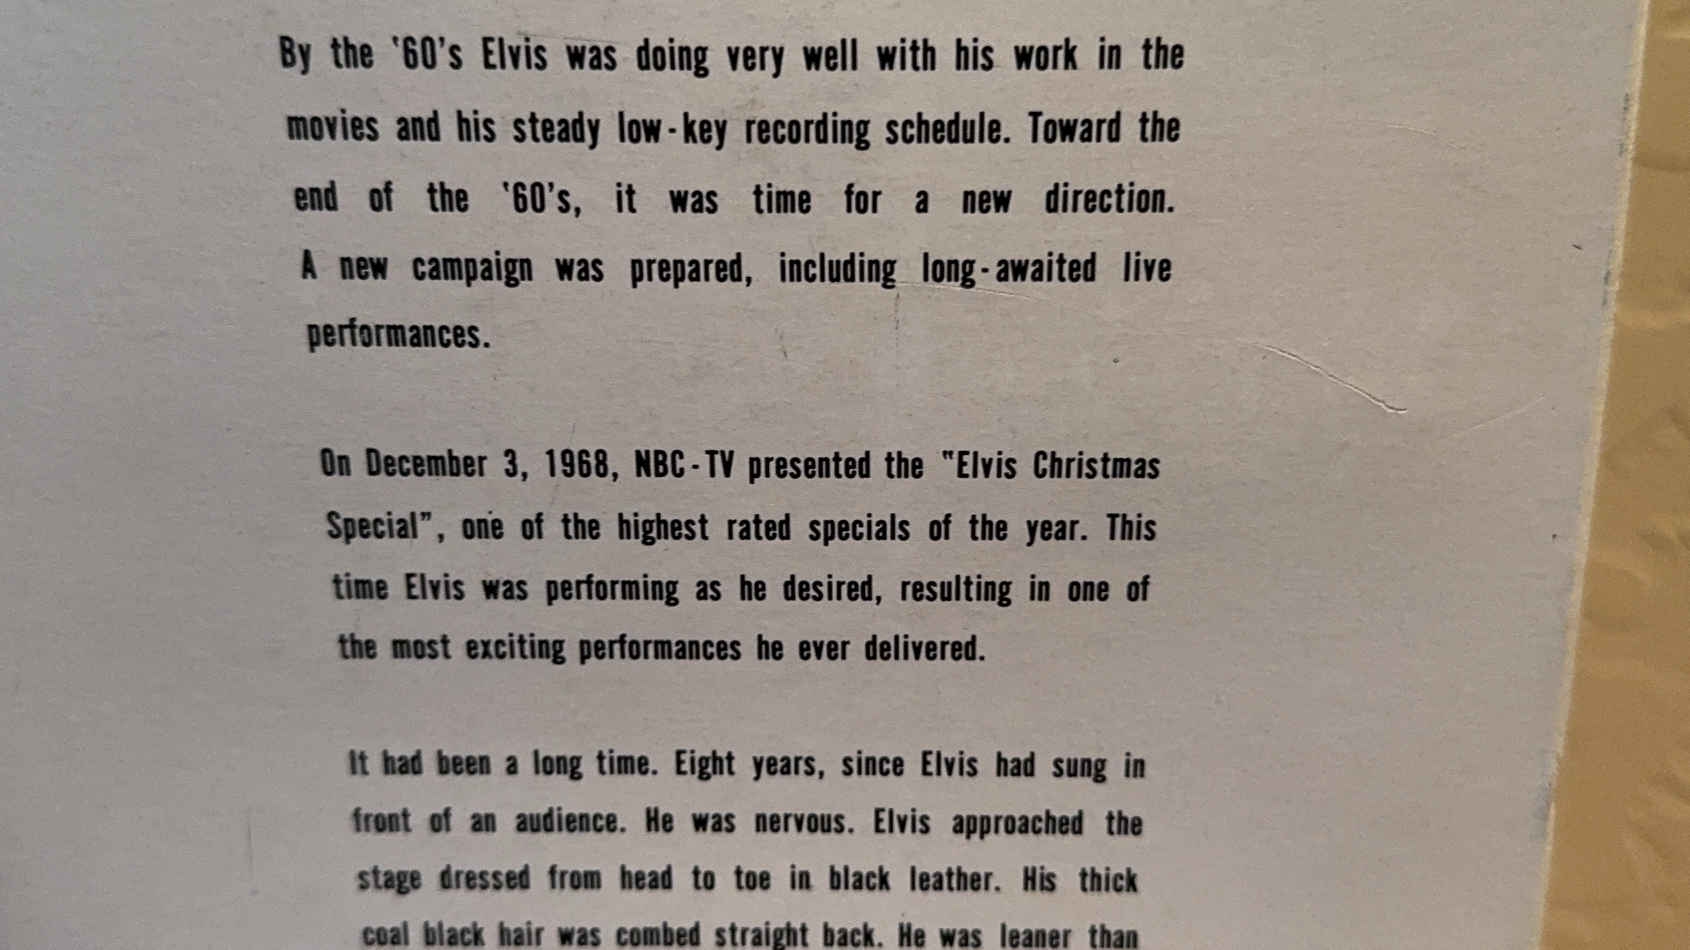 By the '60's Elvis was doing very well with his work in the
movies and his steady low-key recording schedule. Toward the
end of the '60's, it was time for a new direction.
A new campaign was prepared, including long-awaited live
performances.
On December 3, 1968, NBC-TV presented the "Elvis Christmas
Special", one of the highest rated specials of the year. This
time Elvis was performing as he desired, resulting in one of
the most exciting performances he ever delivered.
It had been a long time. Eight years, since Elvis had sung in
front of an audience. He was nervous. Elvis approached the
stage dressed from head to toe in black leather. His thick
coal black hair was combed straight back. He was leaner than